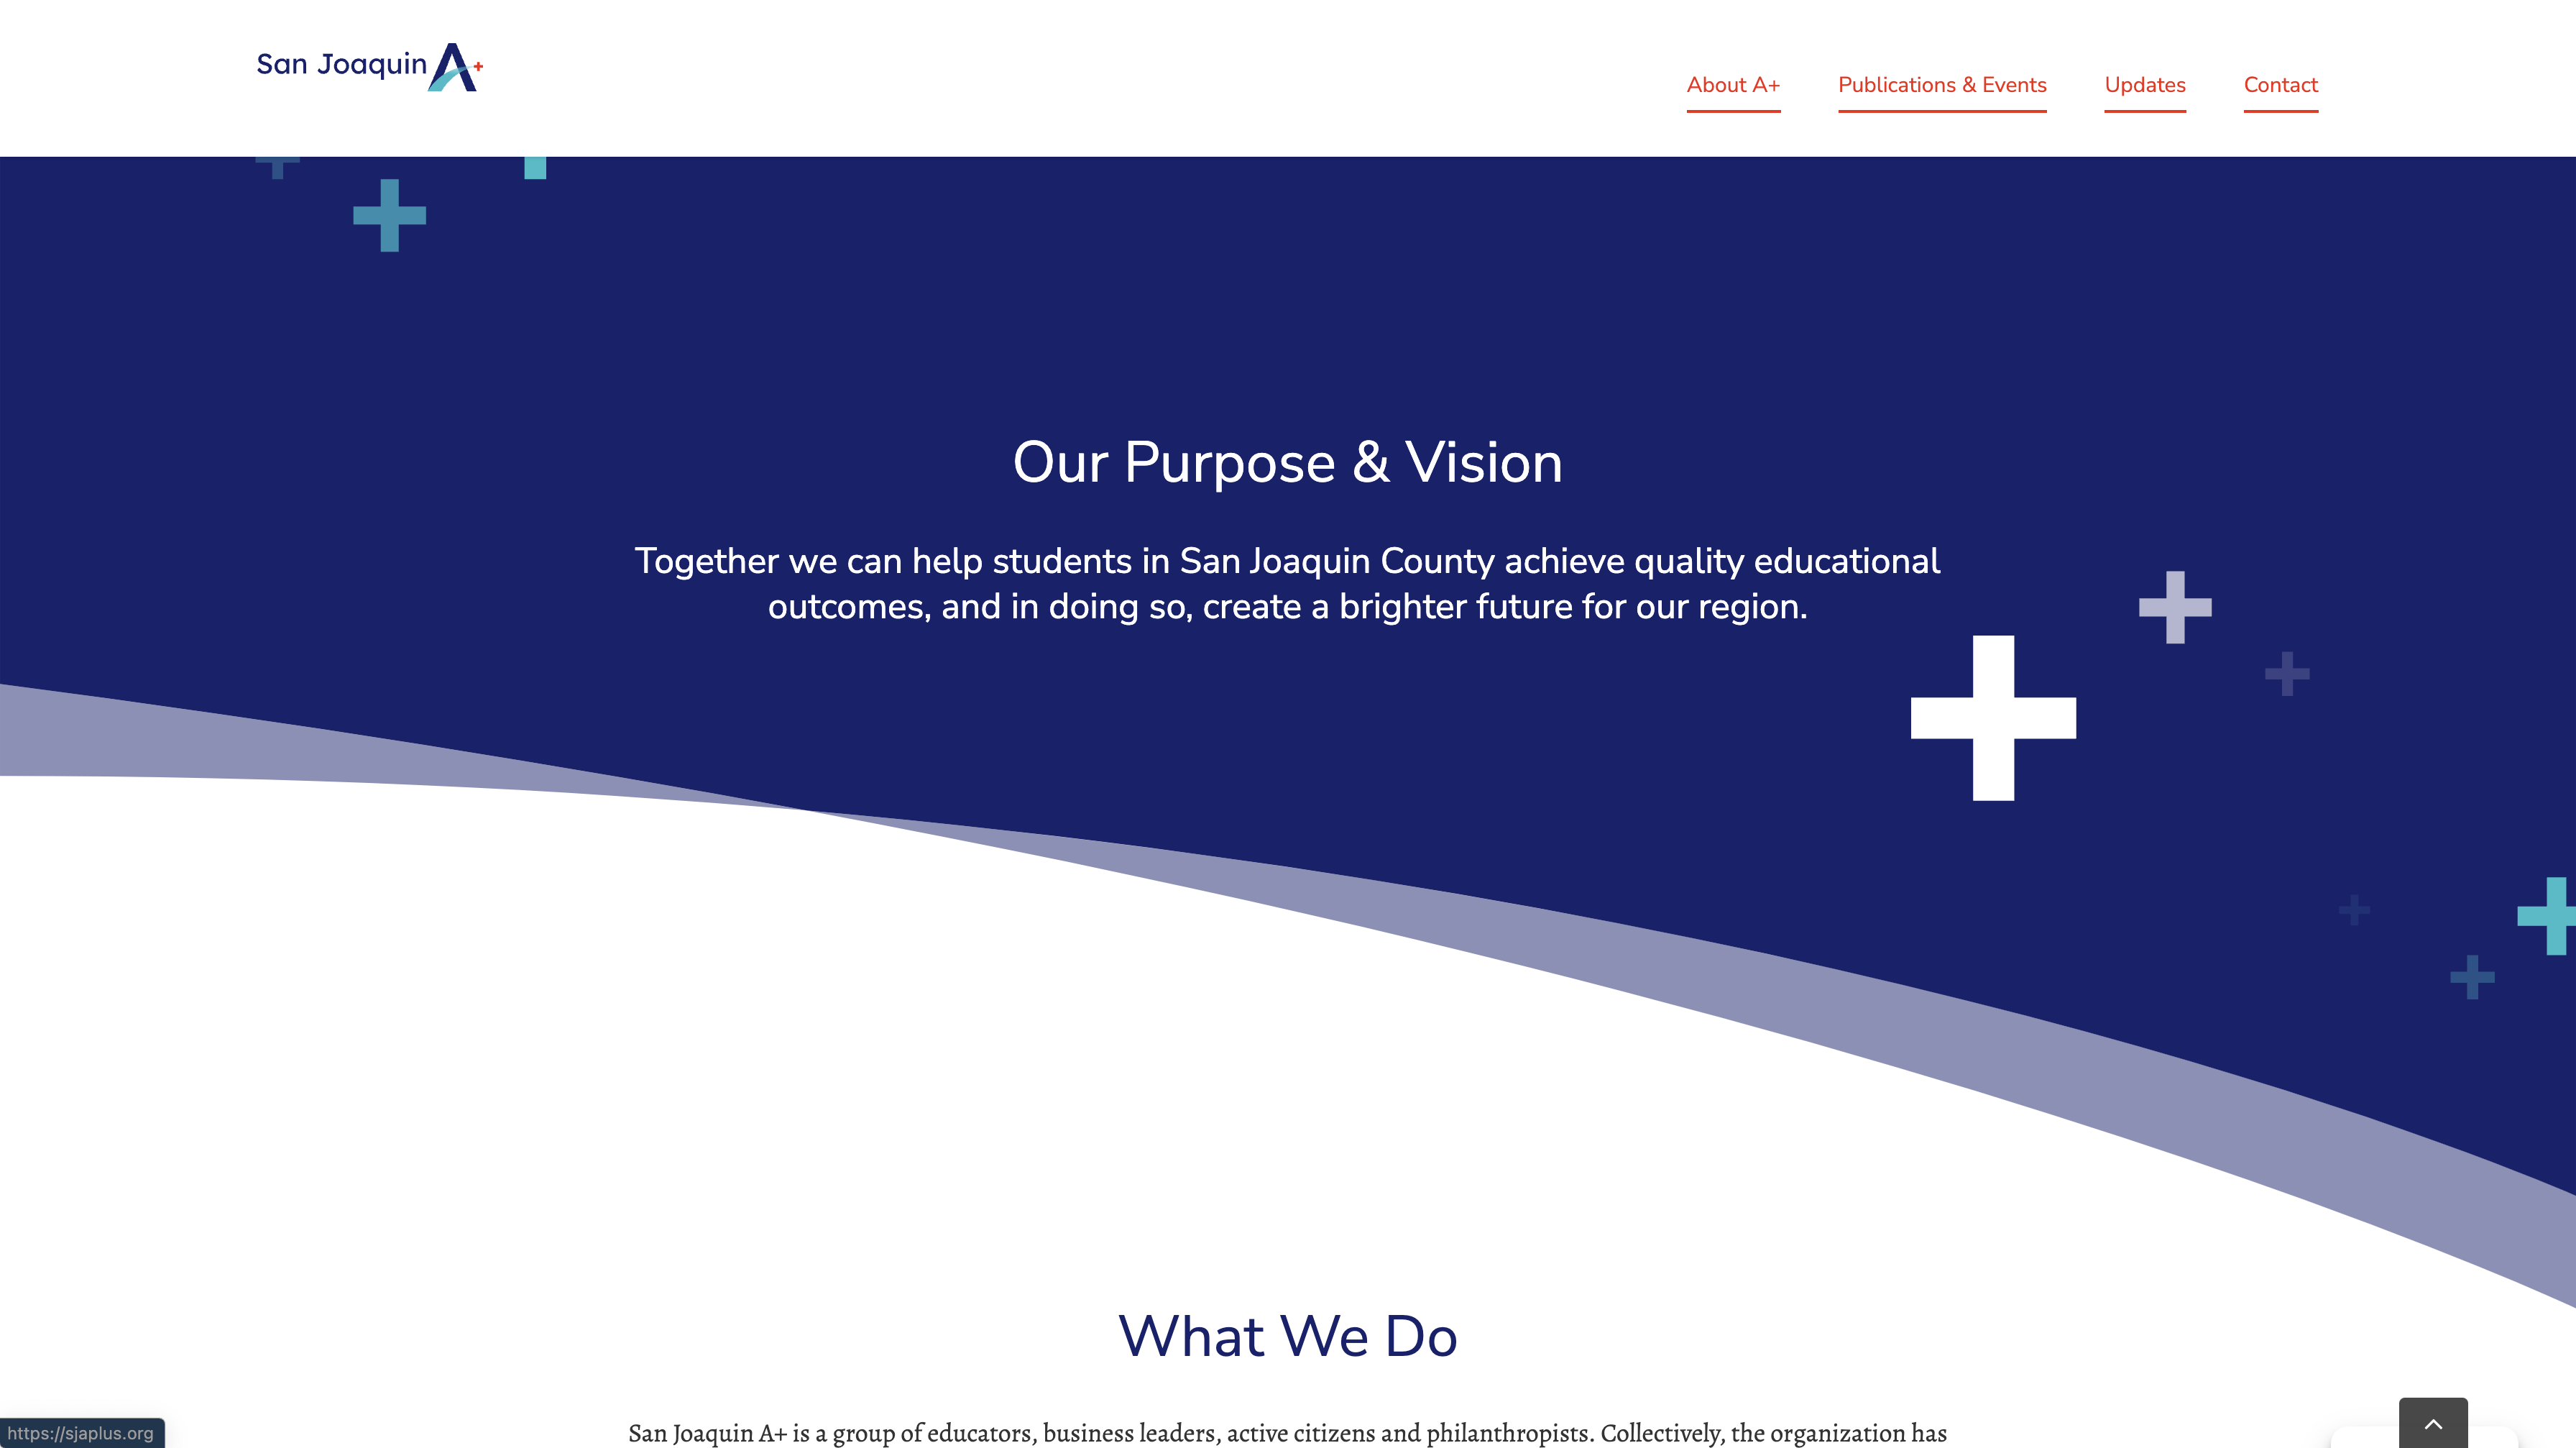 San Joaquin A+
About A+
Publications & Events
Updates
Contact
Our Purpose & Vision
Together we can help students in San Joaquin County achieve quality educational
outcomes, and in doing so, create a brighter future for our region.
What We Do
San Joaquin A+ is a group of educators, business leaders, active citizens and philanthropists. Collectively, the organization has
https://sjaplus.org